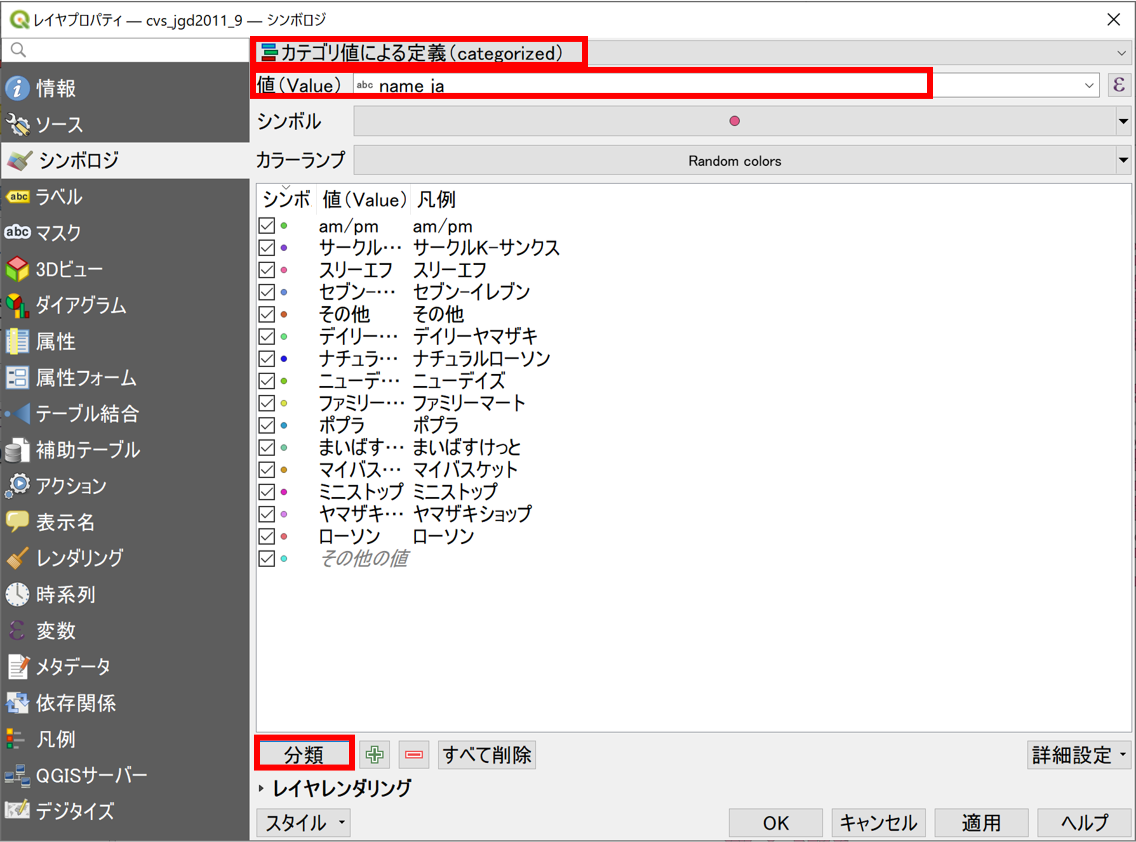 レイヤプロパティ — cvs_jgd2011_9 — シンボロジ
情報
ソース
シンボロジ
ラベル
マスク
3Dビュー
ダイアグラム
属性
属性フォーム
テーブル結合
補助テーブル
アクション
表示名
レンダリング
時系列
変数
メタデータ
依存関係
凡例
QGISサーバー
デジタイズ
カテゴリ値による定義(categorized)
値(Value) abc name_ja ε
シンボル
カラーランプ Random colors
シンボ 値(Value) 凡例
am/pm am/pm
サークル… サークルK-サンクス
スリーエフ スリーエフ
セブン-… セブン-イレブン
その他 その他
デイリー… デイリーヤマザキ
ナチュラ… ナチュラルローソン
ニューデ… ニューデイズ
ファミリー… ファミリーマート
ポプラ ポプラ
まいばす… まいばすけっと
マイバス… マイバスケット
ミニストップ ミニストップ
ヤマザキ… ヤマザキショップ
ローソン ローソン
その他の値
分類 すべて削除 詳細設定
レイヤレンダリング
スタイル OK キャンセル 適用 ヘルプ